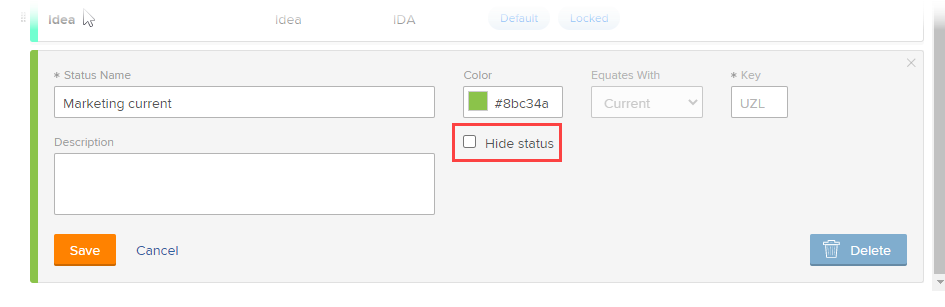 Idea Idea IDA Default Locked
* Status Name Color Equates With * Key
Marketing current #8bc34a Current UZL
Description Hide status
Save Cancel Delete